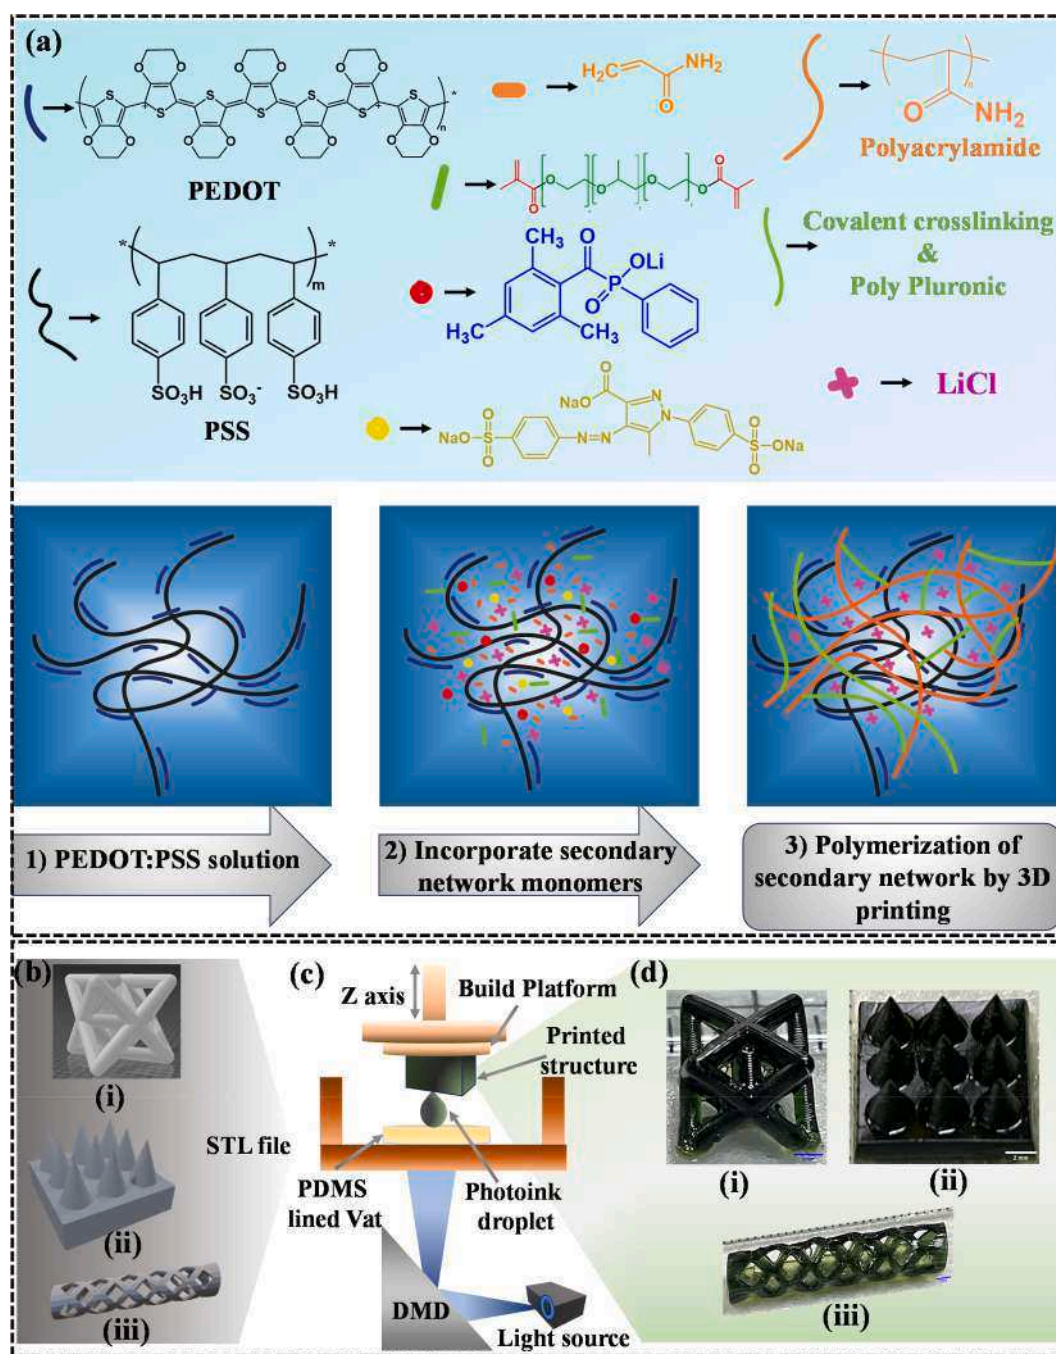 (a)
S
S
S
S
S
S
S
O
O
O
O
O
O
O
O
O
O
O
O
O
O
*
n
PEDOT
H₂C
NH₂
O
n
O
NH₂
Polyacrylamide
O
O
O
O
O
O
Covalent crosslinking
&
Poly Pluronic
*
*
m
SO₃H
SO₃⁻
SO₃H
PSS
CH₃
O
OLi
P
O
H₃C
CH₃
LiCl
O
NaO
N
N
NaO
O
S
O
N=N
O
S
ONa
O
1) PEDOT:PSS solution
2) Incorporate secondary
network monomers
3) Polymerization of
secondary network by 3D
printing
(b)
(i)
(ii)
(iii)
STL file
(c)
Z axis
Build Platform
Printed
structure
PDMS
lined Vat
Photoink
droplet
DMD
Light source
(d)
(i)
2 mm
(ii)
(iii)